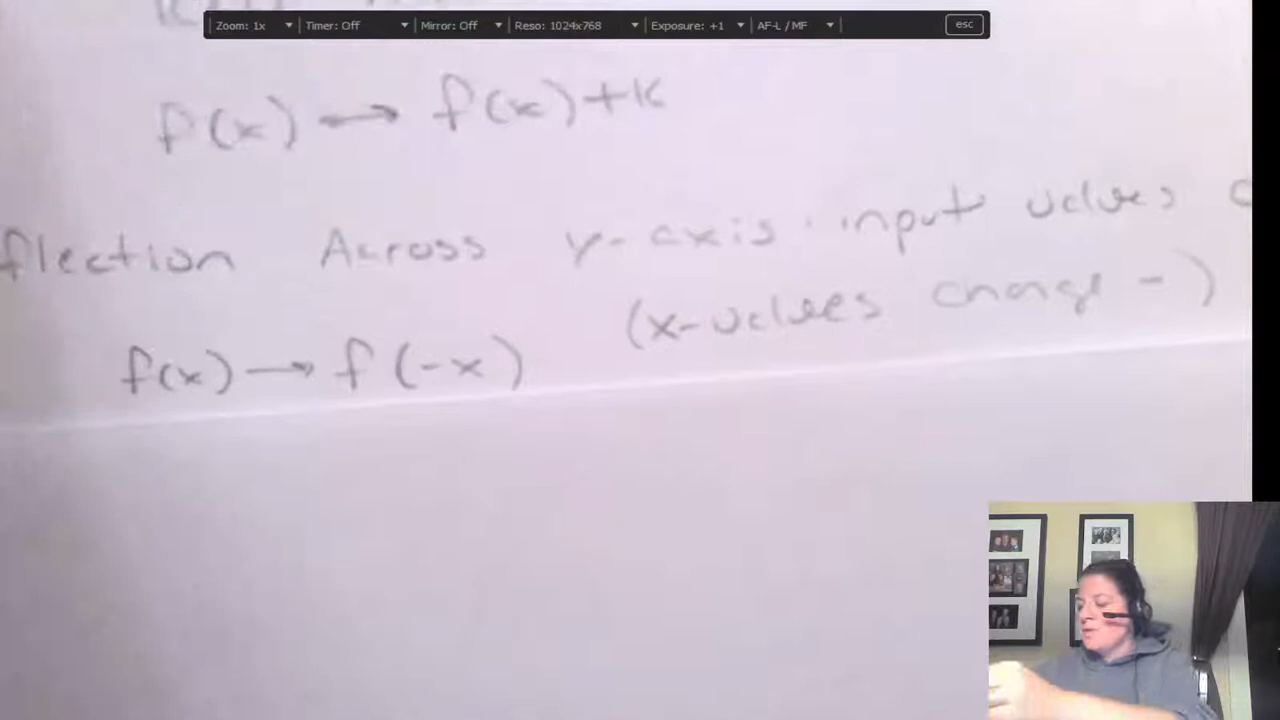 Zoom: 1x Timer: Off Mirror: Off Reso: 1024x768 Exposure: +1 AF-L / MF esc
f(x) → f(x)+k
flection Across y-axis: input values
(x-values change -)
f(x) → f(-x)